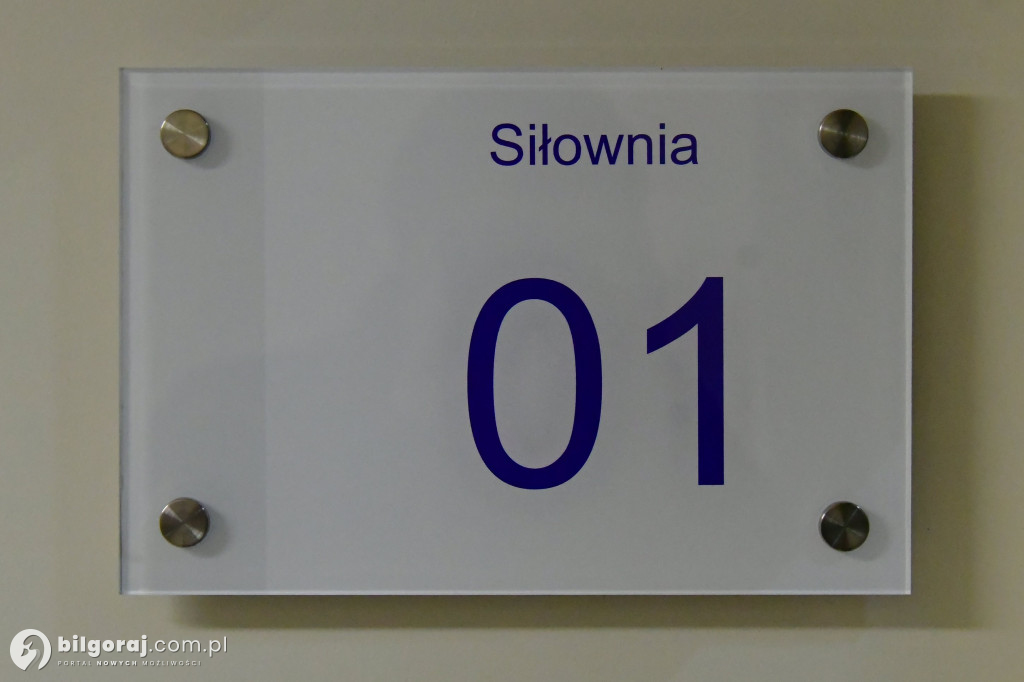 Siłownia
01
bilgoraj.com.pl
PORTAL NOWYCH MOŻLIWOŚCI